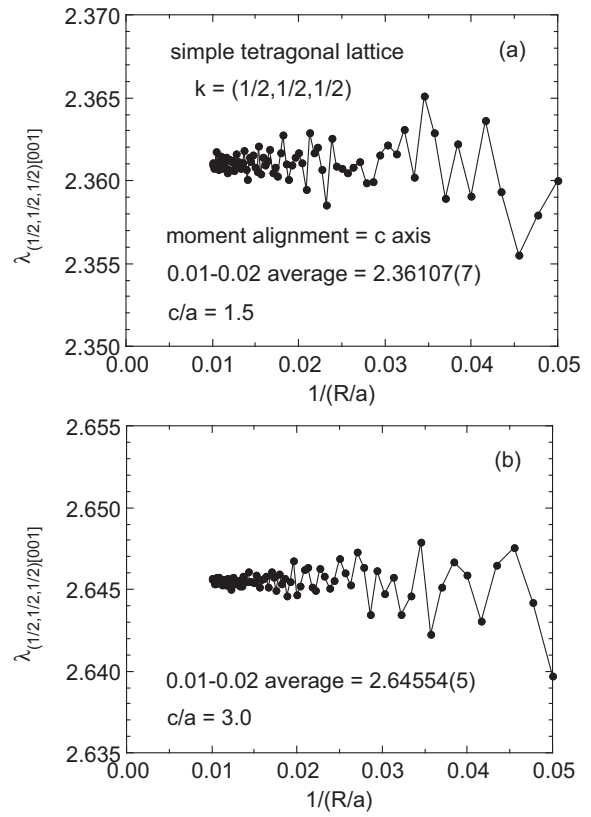 2.370
simple tetragonal lattice
(a)
k = (1/2,1/2,1/2)
2.365
2.360
λ(1/2,1/2,1/2)[001]
moment alignment = c axis
0.01-0.02 average = 2.36107(7)
2.355
c/a = 1.5
2.350
0.00 0.01 0.02 0.03 0.04 0.05
1/(R/a)
2.655
(b)
2.650
2.645
λ(1/2,1/2,1/2)[001]
2.640
0.01-0.02 average = 2.64554(5)
c/a = 3.0
2.635
0.00 0.01 0.02 0.03 0.04 0.05
1/(R/a)